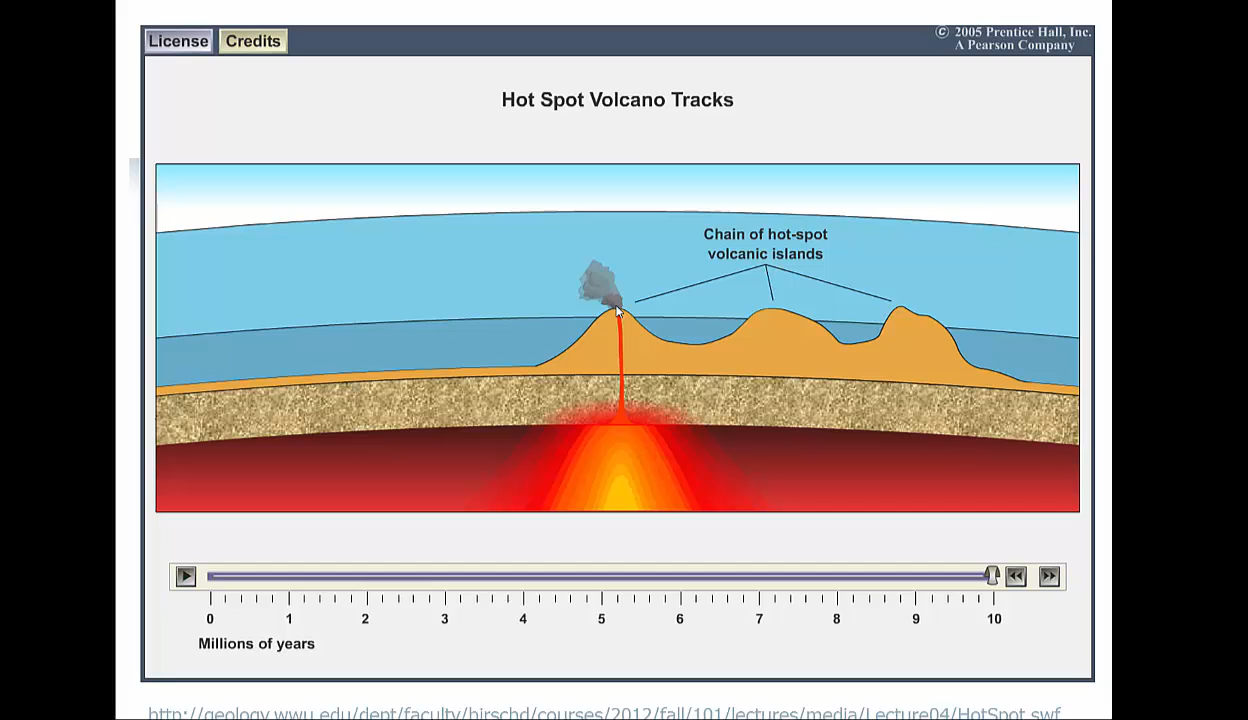 License
Credits
© 2005 Prentice Hall, Inc.
A Pearson Company
Hot Spot Volcano Tracks
Chain of hot-spot
volcanic islands
0 1 2 3 4 5 6 7 8 9 10
Millions of years
http://geology.wwu.edu/dept/faculty/hirschd/courses/2012/fall/101/lectures/media/Lecture04/HotSpot.swf